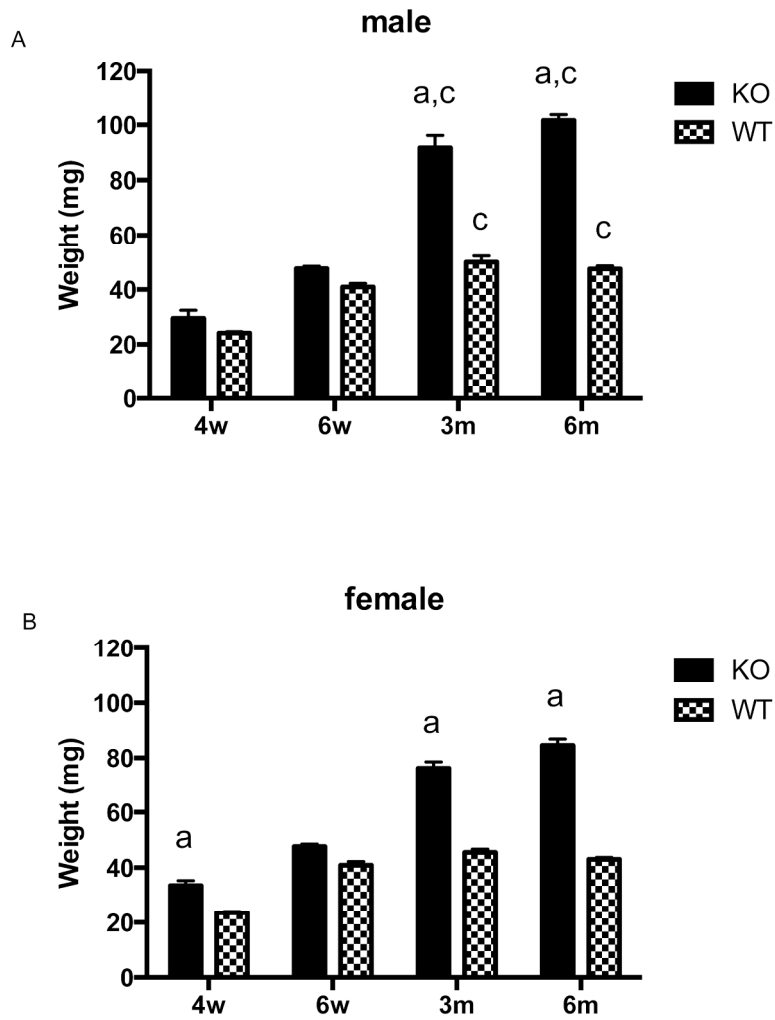 A
male
120
100
80
60
40
20
0
Weight (mg)
a,c
a,c
c
c
4w 6w 3m 6m
KO
WT
B
female
120
100
80
60
40
20
0
Weight (mg)
a
a
a
4w 6w 3m 6m
KO
WT